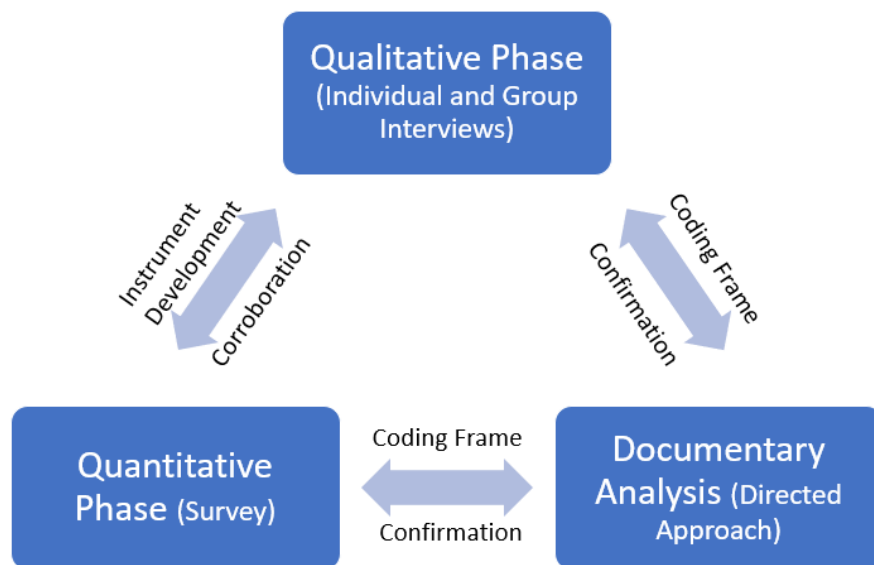 Qualitative Phase
(Individual and Group
Interviews)
Instrument
Development
Corroboration
Coding Frame
Confirmation
Quantitative
Phase (Survey)
Coding Frame
Confirmation
Documentary
Analysis (Directed
Approach)